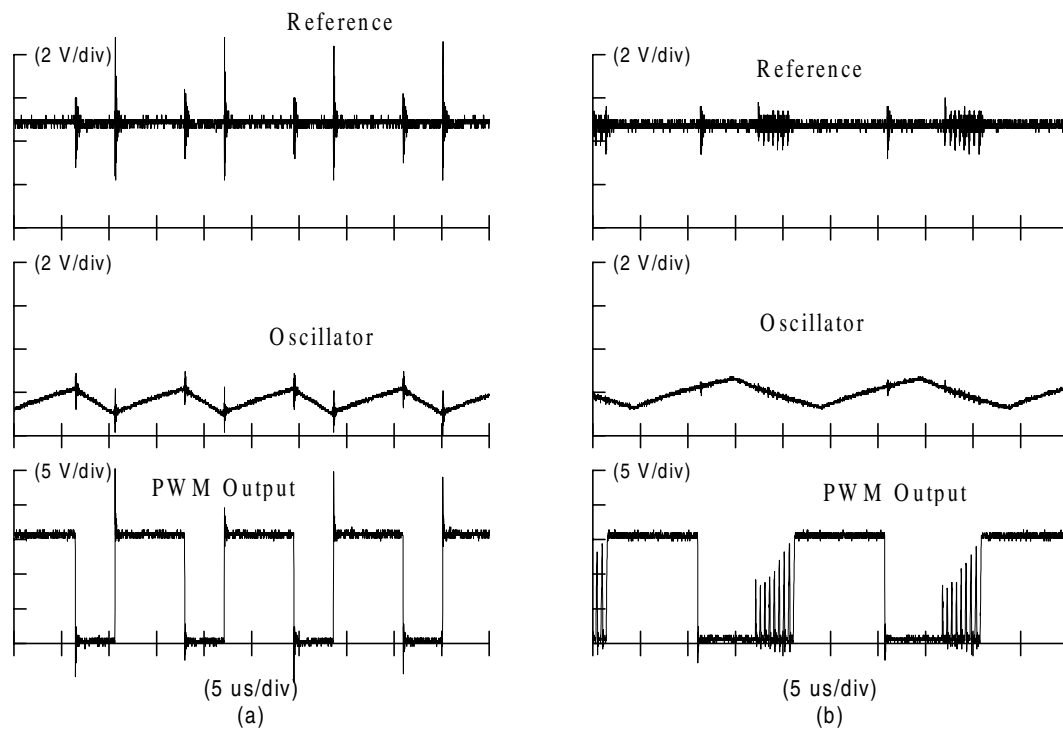 Reference
(2 V/div)
(2 V/div)
Oscillator
(5 V/div)
PWM Output
(5 us/div)
(a)
(2 V/div)
Reference
(2 V/div)
Oscillator
(5 V/div)
PWM Output
(5 us/div)
(b)